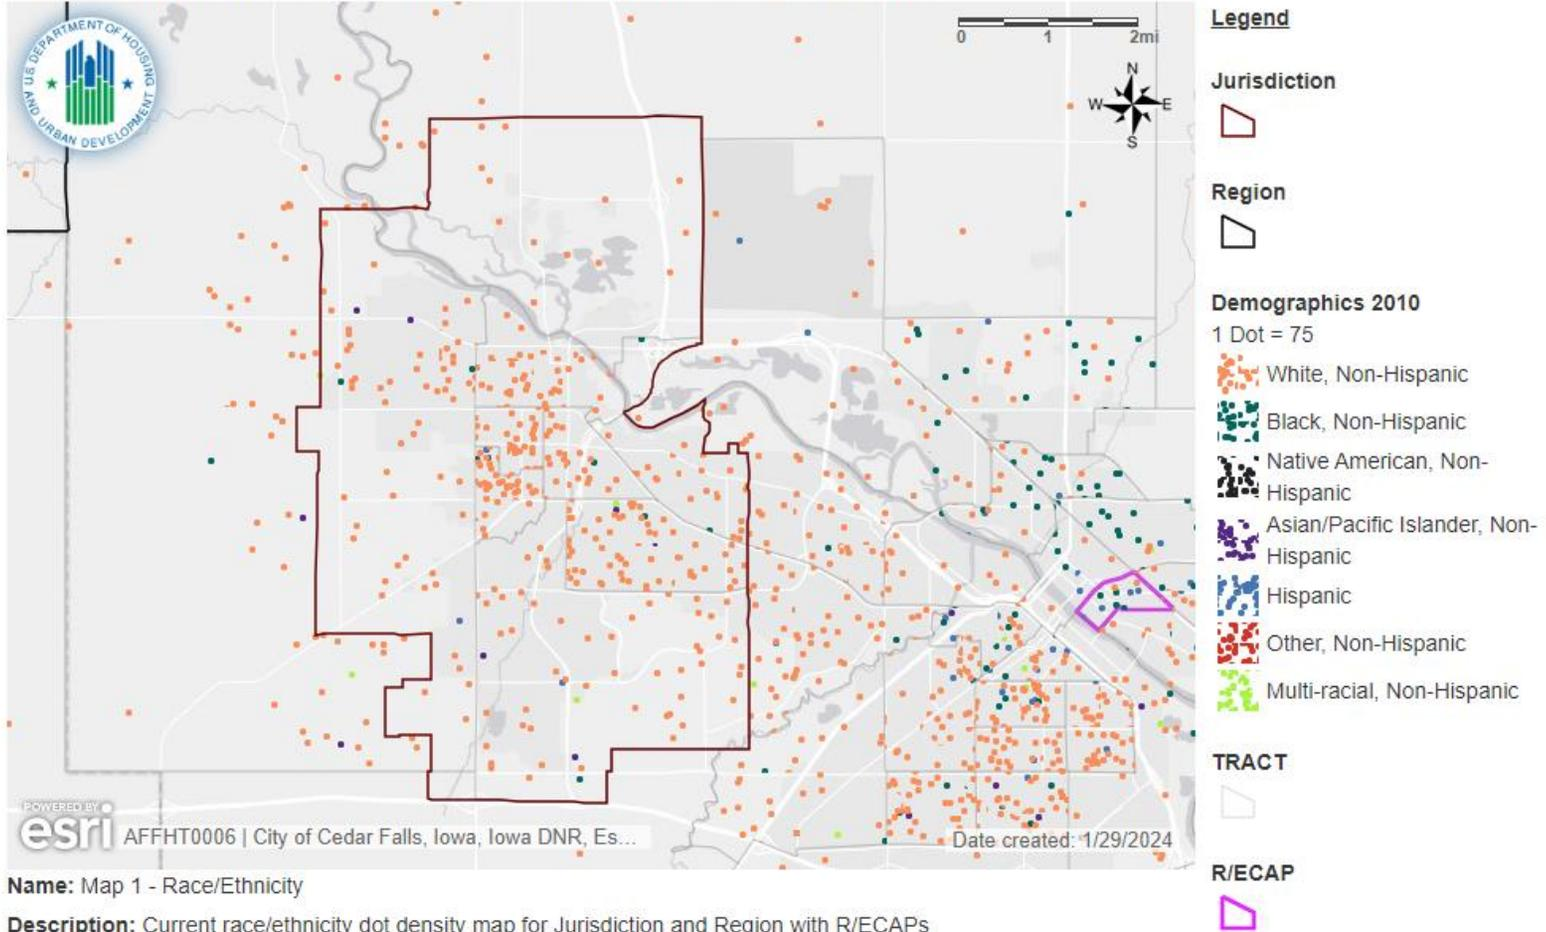 US DEPARTMENT OF HOUSING
AND URBAN DEVELOPMENT
0 1 2mi
N
W E
S
POWERED BY
esri
AFFHT0006 | City of Cedar Falls, Iowa, Iowa DNR, Es...
Date created: 1/29/2024
Name: Map 1 - Race/Ethnicity
Description: Current race/ethnicity dot density map for Jurisdiction and Region with R/ECAPs
Legend
Jurisdiction
Region
Demographics 2010
1 Dot = 75
White, Non-Hispanic
Black, Non-Hispanic
Native American, Non-
Hispanic
Asian/Pacific Islander, Non-
Hispanic
Hispanic
Other, Non-Hispanic
Multi-racial, Non-Hispanic
TRACT
R/ECAP